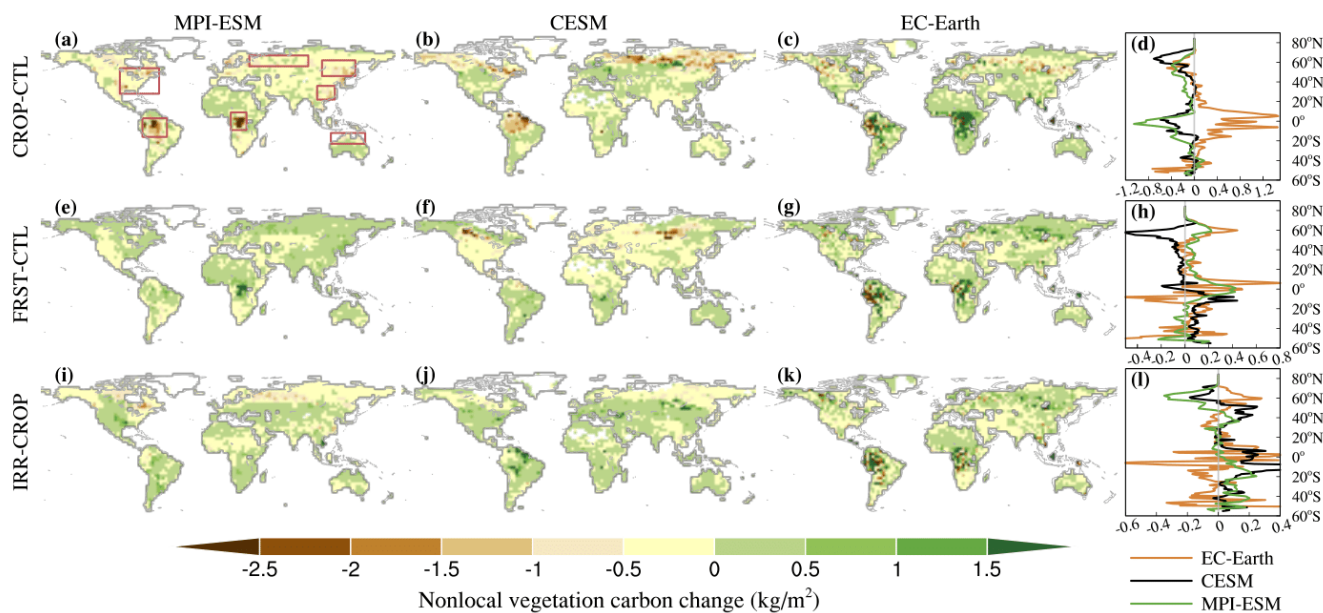 MPI-ESM CESM EC-Earth
CROP-CTL
(a) (b) (c) (d)
80°N
60°N
40°N
20°N
0°
20°S
40°S
60°S
-1.2 -0.8 -0.4 0 0.4 0.8 1.2
FRST-CTL
(e) (f) (g) (h)
80°N
60°N
40°N
20°N
0°
20°S
40°S
60°S
-0.4 -0.2 0 0.2 0.4 0.6 0.8
IRR-CROP
(i) (j) (k) (l)
80°N
60°N
40°N
20°N
0°
20°S
40°S
60°S
-0.6 -0.4 -0.2 0 0.2 0.4
-2.5 -2 -1.5 -1 -0.5 0 0.5 1 1.5
Nonlocal vegetation carbon change (kg/m²)
EC-Earth
CESM
MPI-ESM